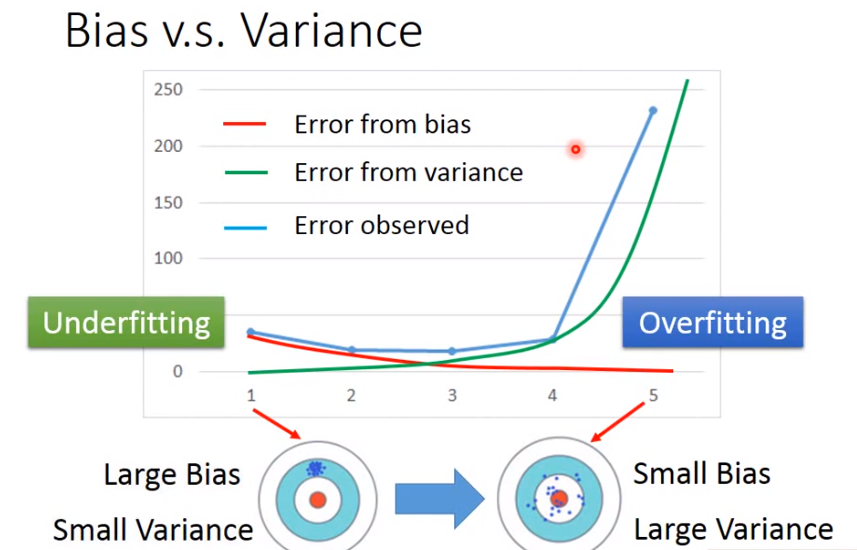 Bias v.s. Variance
250
200
150
100
0
Error from bias
Error from variance
Error observed
Underfitting
Overfitting
1 2 3 4 5
Large Bias
Small Variance
Small Bias
Large Variance